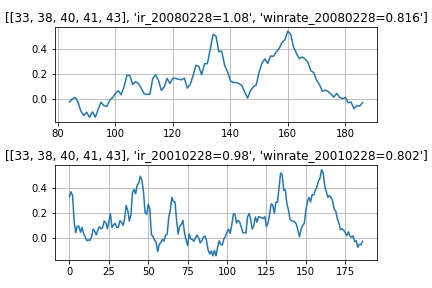 [[33, 38, 40, 41, 43], 'ir_20080228=1.08', 'winrate_20080228=0.816']
0.4
0.2
0.0
80 100 120 140 160 180
[[33, 38, 40, 41, 43], 'ir_20010228=0.98', 'winrate_20010228=0.802']
0.4
0.2
0.0
0 25 50 75 100 125 150 175